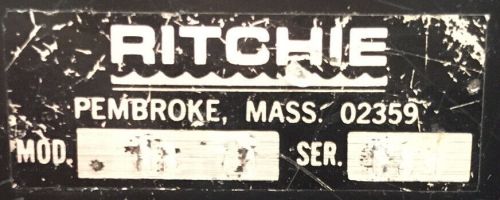 RITCHIE
PEMBROKE, MASS. 02359
MOD. SER.